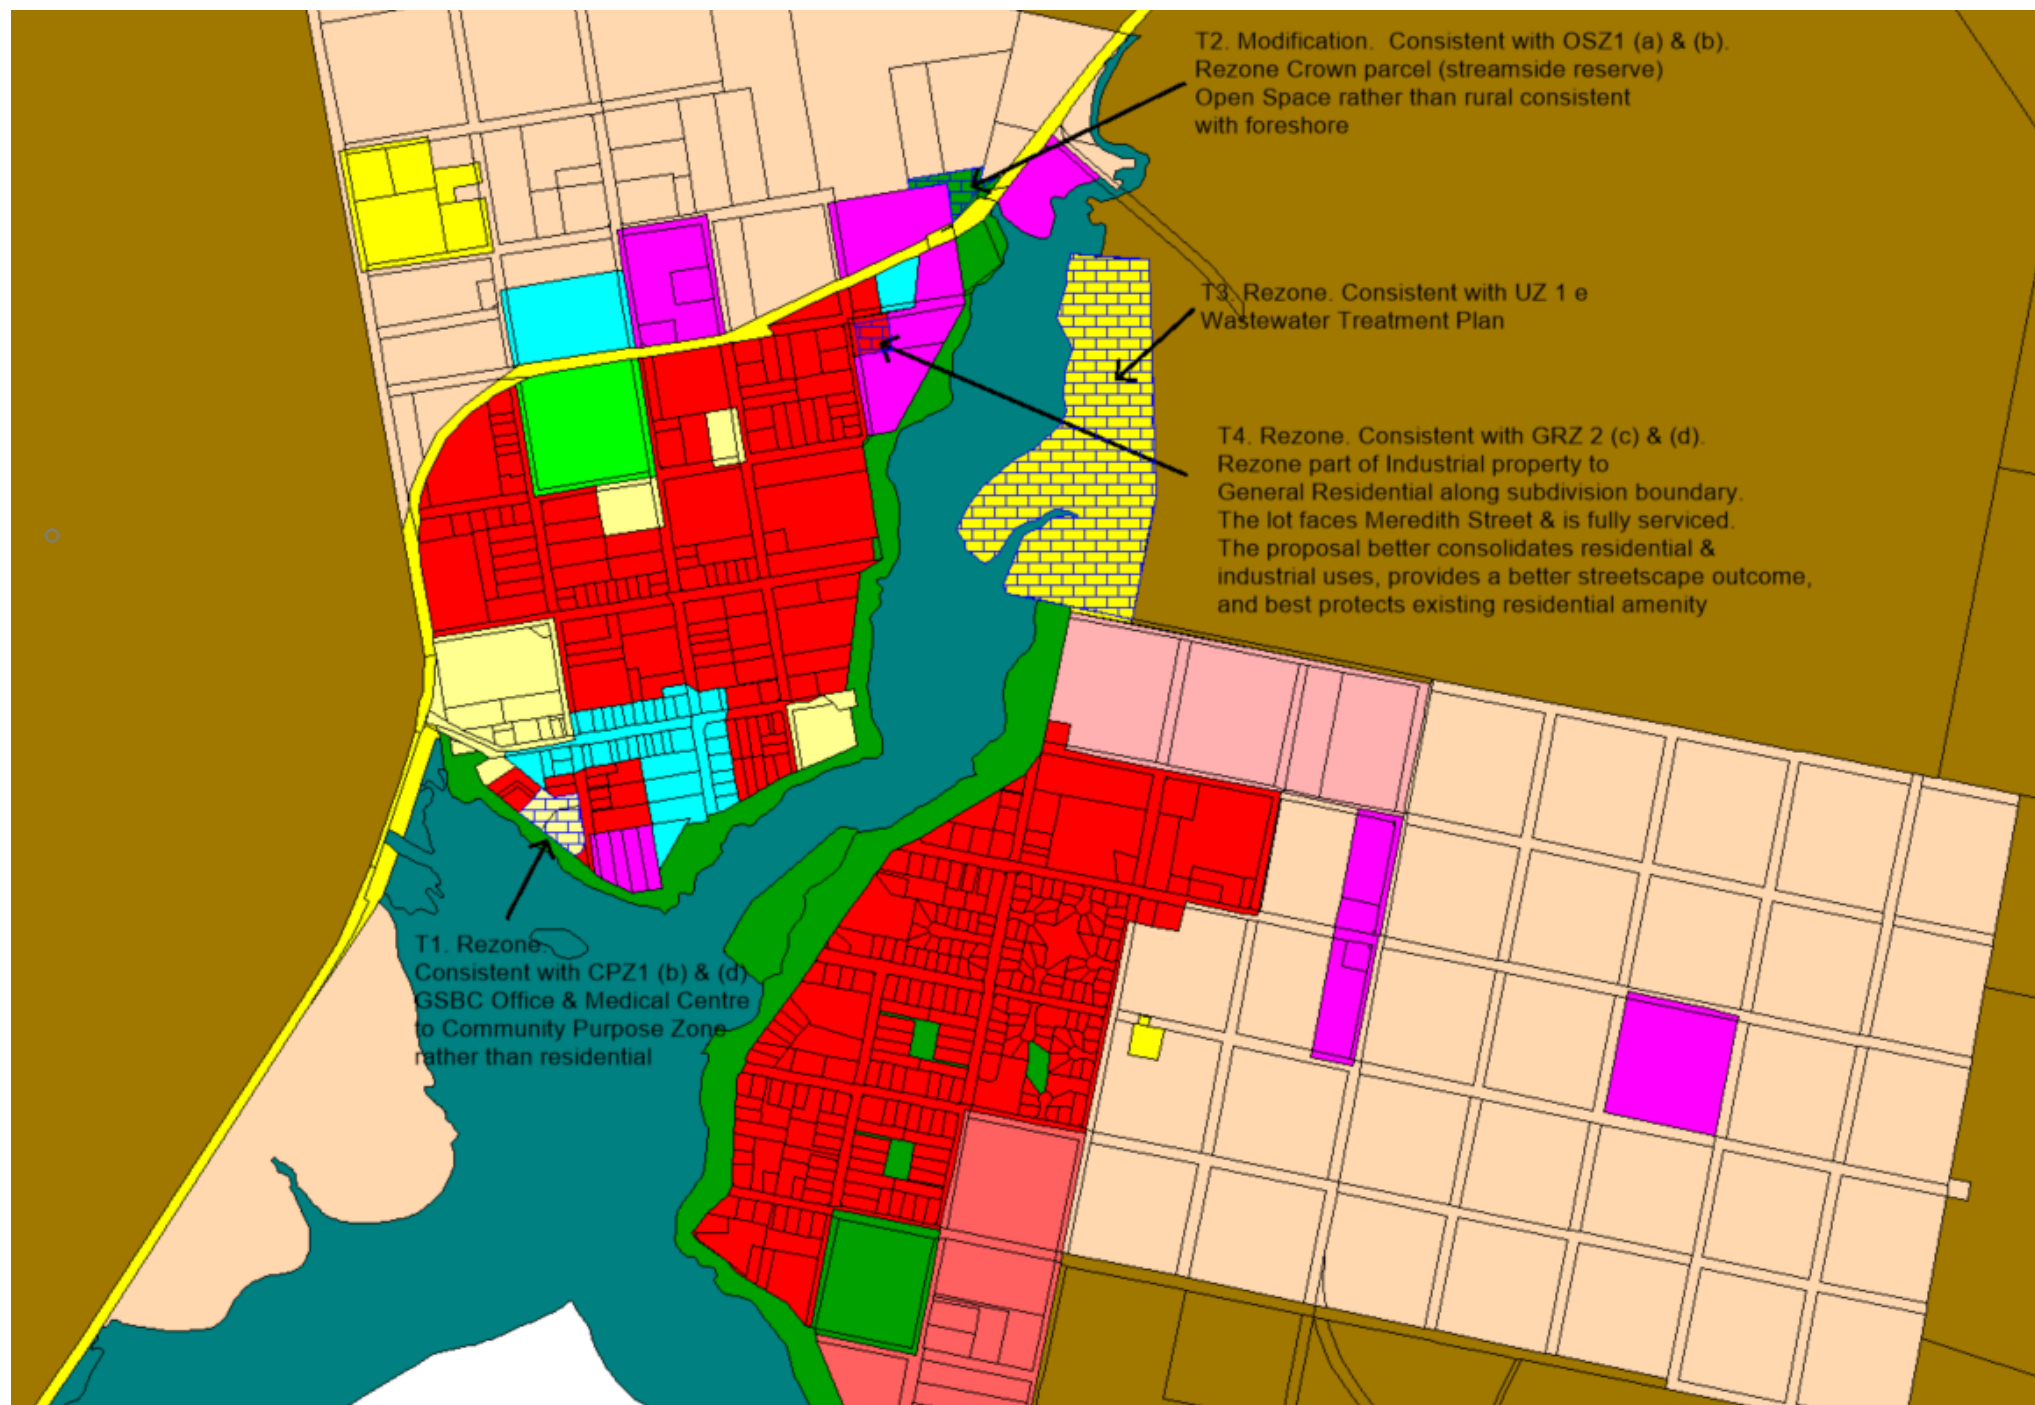 T2. Modification. Consistent with OSZ1 (a) & (b).
Rezone Crown parcel (streamside reserve)
Open Space rather than rural consistent
with foreshore
T3. Rezone. Consistent with UZ 1 e
Wastewater Treatment Plan
T4. Rezone. Consistent with GRZ 2 (c) & (d).
Rezone part of Industrial property to
General Residential along subdivision boundary.
The lot faces Meredith Street & is fully serviced.
The proposal better consolidates residential &
industrial uses, provides a better streetscape outcome,
and best protects existing residential amenity
T1. Rezone.
Consistent with CPZ1 (b) & (d)
GSBC Office & Medical Centre
to Community Purpose Zone
rather than residential